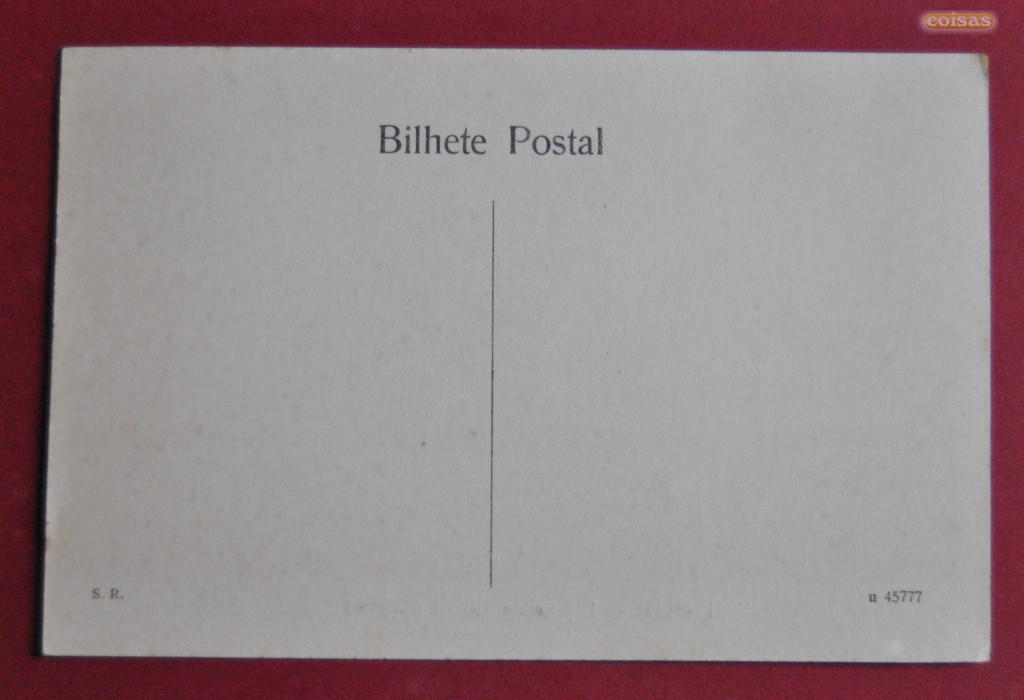 coisas
Bilhete Postal
S. R.
u 45777